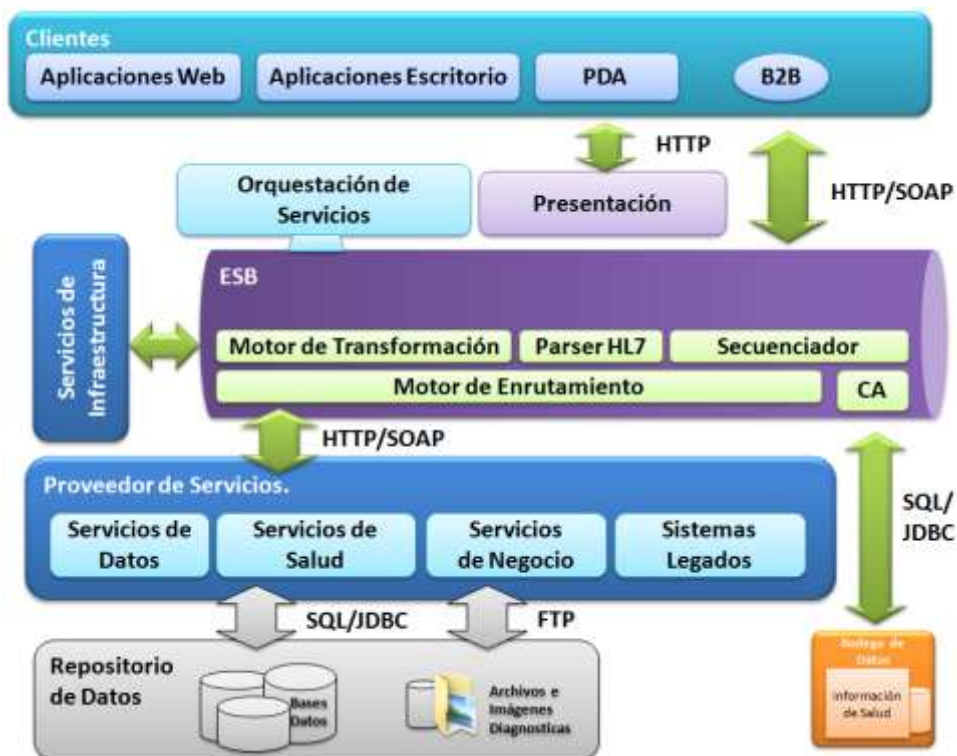 Clientes
Aplicaciones Web
Aplicaciones Escritorio
PDA
B2B
HTTP
HTTP/SOAP
Orquestación de
Servicios
Presentación
Servicios de
Infraestructura
ESB
Motor de Transformación
Parser HL7
Secuenciador
Motor de Enrutamiento
CA
HTTP/SOAP
SQL/
JDBC
Proveedor de Servicios.
Servicios de
Datos
Servicios de
Salud
Servicios
de Negocio
Sistemas
Legados
SQL/JDBC
FTP
Repositorio
de Datos
Bases
Datos
Archivos e
Imágenes
Diagnosticas
Bodega de
Datos
Información
de Salud